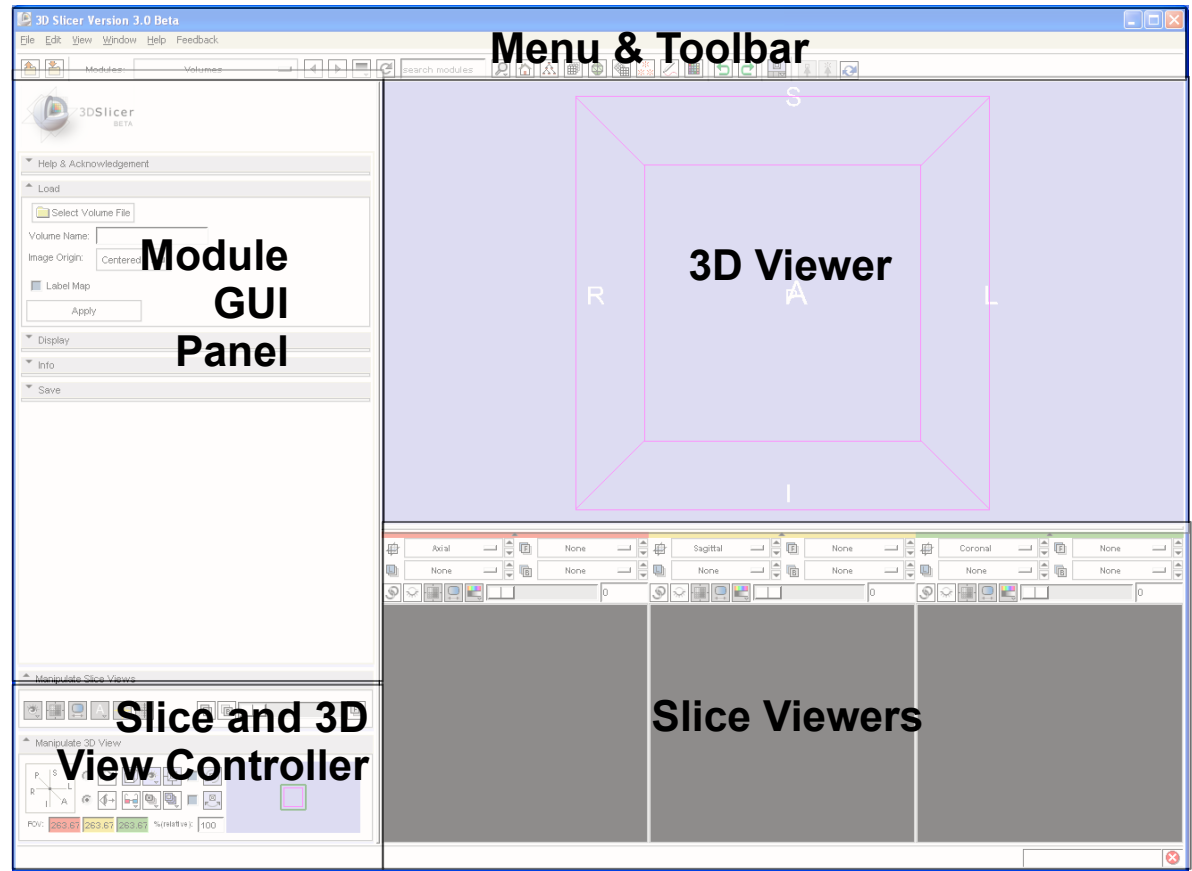 3D Slicer Version 3.0 Beta
File Edit View Window Help Feedback
Menu & Toolbar
Modules: Volumes search modules
3DSlicer
BETA
Help & Acknowledgement
Load
Select Volume File
Volume Name:
Image Origin: Centered
Label Map
Apply
Display
Info
Save
Module
GUI
Panel
S
R
A
L
I
3D Viewer
Axial None Sagittal None Coronal None
None None None None None None
0 0 0
Manipulate Slice Views
Slice and 3D
View Controller
Manipulate 3D View
P S
R L
I A
FOV: 263.67 263.67 263.67 %(relative): 100
Slice Viewers